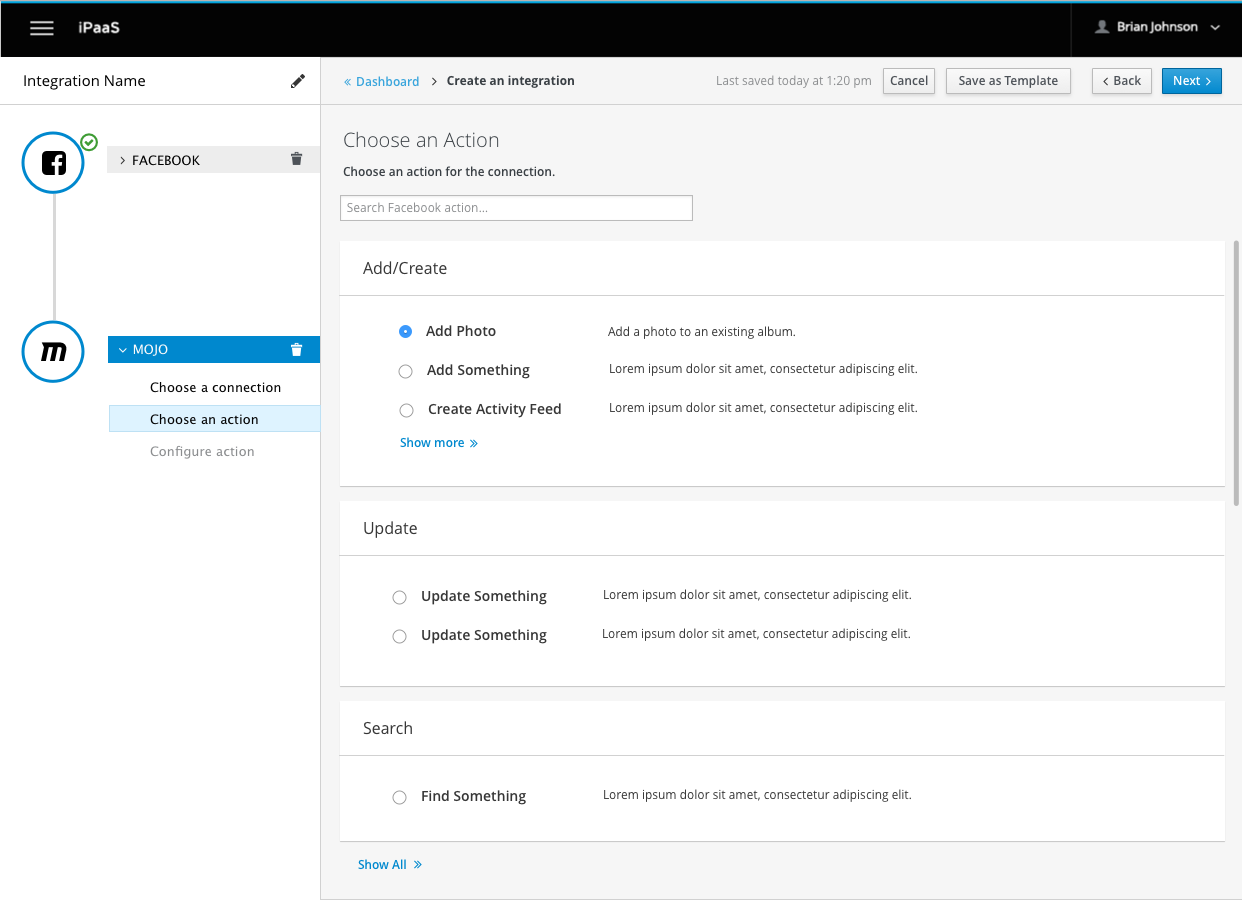 iPaaS
Brian Johnson
Integration Name
« Dashboard > Create an integration
Last saved today at 1:20 pm
Cancel
Save as Template
< Back
Next >
FACEBOOK
m
MOJO
Choose a connection
Choose an action
Configure action
Choose an Action
Choose an action for the connection.
Search Facebook action...
Add/Create
Add Photo Add a photo to an existing album.
Add Something Lorem ipsum dolor sit amet, consectetur adipiscing elit.
Create Activity Feed Lorem ipsum dolor sit amet, consectetur adipiscing elit.
Show more »
Update
Update Something Lorem ipsum dolor sit amet, consectetur adipiscing elit.
Update Something Lorem ipsum dolor sit amet, consectetur adipiscing elit.
Search
Find Something Lorem ipsum dolor sit amet, consectetur adipiscing elit.
Show All »